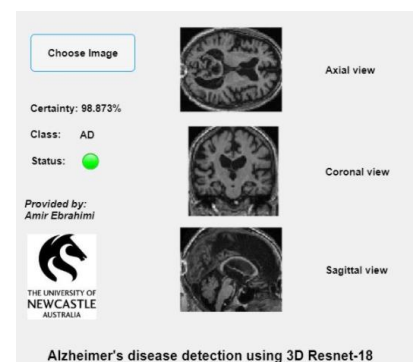 Choose Image
Axial view
Certainty: 98.873%
Class: AD
Status:
Coronal view
Provided by:
Amir Ebrahimi
THE UNIVERSITY OF
NEWCASTLE
AUSTRALIA
Sagittal view
Alzheimer's disease detection using 3D Resnet-18